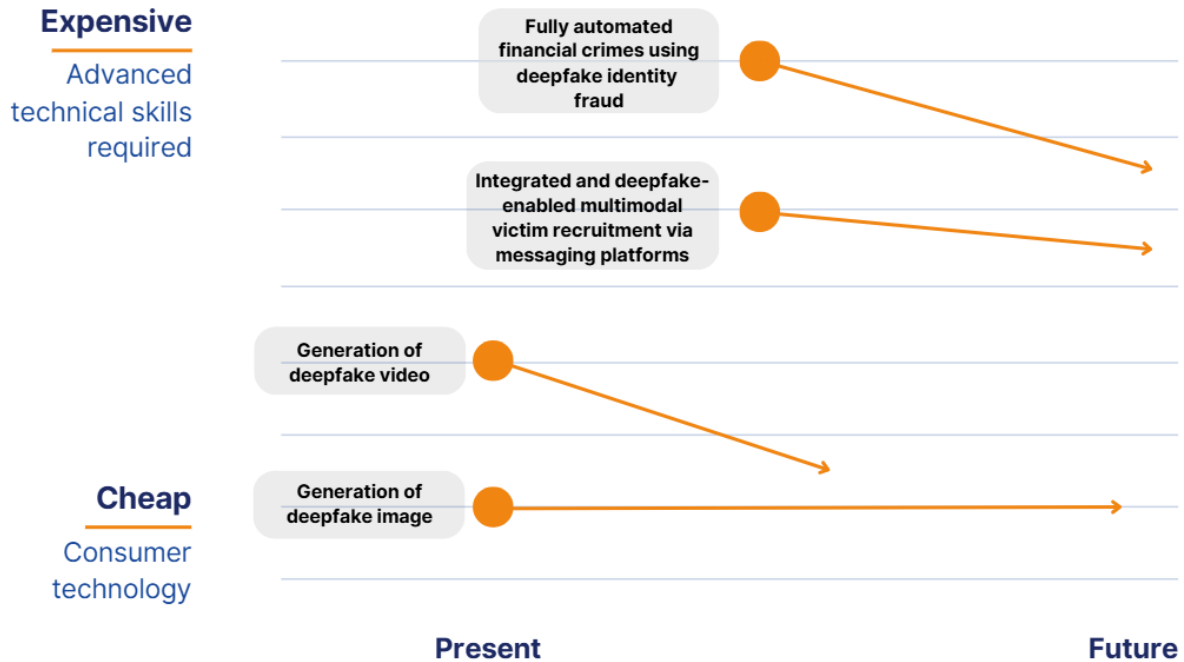 Expensive
Advanced
technical skills
required
Fully automated
financial crimes using
deepfake identity
fraud
Integrated and deepfake-
enabled multimodal
victim recruitment via
messaging platforms
Generation of
deepfake video
Cheap
Consumer
technology
Generation of
deepfake image
Present
Future